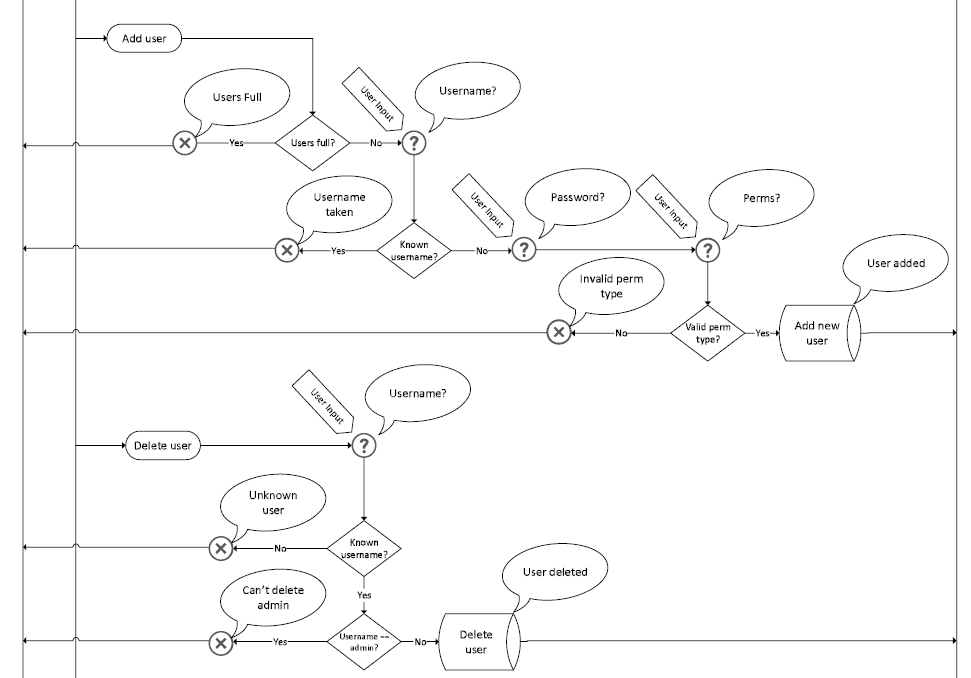 Add user
Users Full
User Input
Username?
Users full?
Yes
No
?
Username
taken
User Input
Password?
User Input
Perms?
Known
username?
Yes
No
?
?
User added
Invalid perm
type
Valid perm
type?
No
Yes
Add new
user
User Input
Username?
Delete user
?
Unknown
user
Known
username?
No
Yes
User deleted
Can't delete
admin
Username ==
admin?
Yes
No
Delete
user